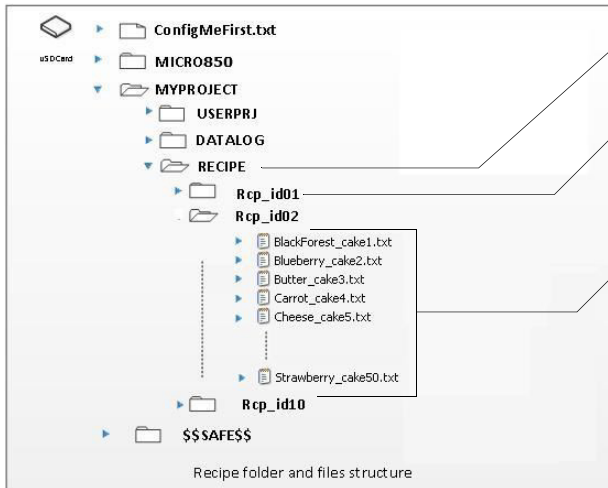 ConfigMeFirst.txt
uSDCard
MICRO850
MYPROJECT
USERPRJ
DATALOG
RECIPE
Rcp_id01
Rcp_id02
BlackForest_cake1.txt
Blueberry_cake2.txt
Butter_cake3.txt
Carrot_cake4.txt
Cheese_cake5.txt
Strawberry_cake50.txt
Rcp_id10
$$SAFE$$
Recipe folder and files structure